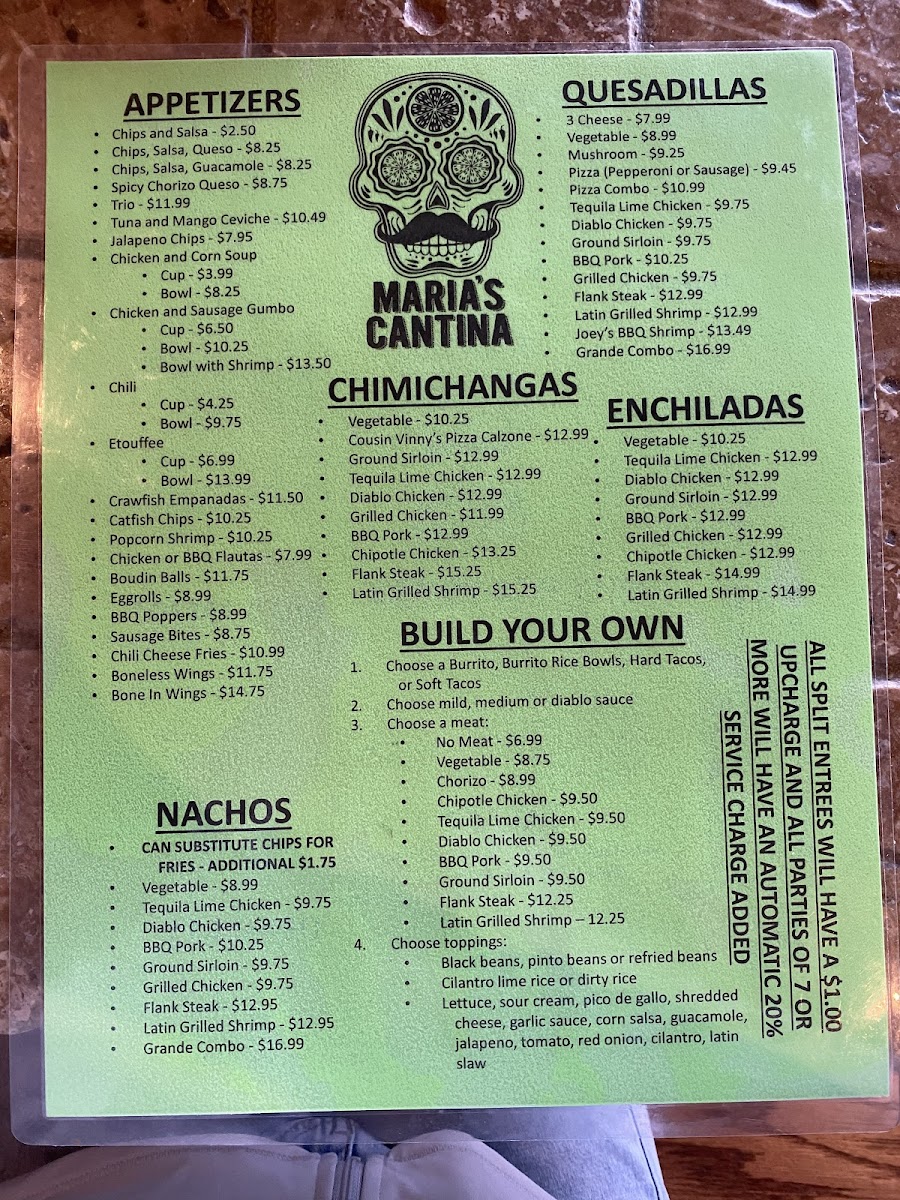 APPETIZERS
• Chips and Salsa - $2.50
• Chips, Salsa, Queso - $8.25
• Chips, Salsa, Guacamole - $8.25
• Spicy Chorizo Queso - $8.75
• Trio - $11.99
• Tuna and Mango Ceviche - $10.49
• Jalapeno Chips - $7.95
• Chicken and Corn Soup
• Cup - $3.99
• Bowl - $8.25
• Chicken and Sausage Gumbo
• Cup - $6.50
• Bowl - $10.25
• Bowl with Shrimp - $13.50
• Chili
• Cup - $4.25
• Bowl - $9.75
• Etouffee
• Cup - $6.99
• Bowl - $13.99
• Crawfish Empanadas - $11.50
• Catfish Chips - $10.25
• Popcorn Shrimp - $10.25
• Chicken or BBQ Flautas - $7.99
• Boudin Balls - $11.75
• Eggrolls - $8.99
• BBQ Poppers - $8.99
• Sausage Bites - $8.75
• Chili Cheese Fries - $10.99
• Boneless Wings - $11.75
• Bone In Wings - $14.75
NACHOS
• CAN SUBSTITUTE CHIPS FOR
FRIES - ADDITIONAL $1.75
• Vegetable - $8.99
• Tequila Lime Chicken - $9.75
• Diablo Chicken - $9.75
• BBQ Pork - $10.25
• Ground Sirloin - $9.75
• Grilled Chicken - $9.75
• Flank Steak - $12.95
• Latin Grilled Shrimp - $12.95
• Grande Combo - $16.99
MARIA'S
CANTINA
QUESADILLAS
• 3 Cheese - $7.99
• Vegetable - $8.99
• Mushroom - $9.25
• Pizza (Pepperoni or Sausage) - $9.45
• Pizza Combo - $10.99
• Tequila Lime Chicken - $9.75
• Diablo Chicken - $9.75
• Ground Sirloin - $9.75
• BBQ Pork - $10.25
• Grilled Chicken - $9.75
• Flank Steak - $12.99
• Latin Grilled Shrimp - $12.99
• Joey's BBQ Shrimp - $13.49
• Grande Combo - $16.99
CHIMICHANGAS
• Vegetable - $10.25
• Cousin Vinny's Pizza Calzone - $12.99
• Ground Sirloin - $12.99
• Tequila Lime Chicken - $12.99
• Diablo Chicken - $12.99
• Grilled Chicken - $11.99
• BBQ Pork - $12.99
• Chipotle Chicken - $13.25
• Flank Steak - $15.25
• Latin Grilled Shrimp - $15.25
ENCHILADAS
• Vegetable - $10.25
• Tequila Lime Chicken - $12.99
• Diablo Chicken - $12.99
• Ground Sirloin - $12.99
• BBQ Pork - $12.99
• Grilled Chicken - $12.99
• Chipotle Chicken - $12.99
• Flank Steak - $14.99
• Latin Grilled Shrimp - $14.99
BUILD YOUR OWN
1. Choose a Burrito, Burrito Rice Bowls, Hard Tacos,
or Soft Tacos
2. Choose mild, medium or diablo sauce
3. Choose a meat:
• No Meat - $6.99
• Vegetable - $8.75
• Chorizo - $8.99
• Chipotle Chicken - $9.50
• Tequila Lime Chicken - $9.50
• Diablo Chicken - $9.50
• BBQ Pork - $9.50
• Ground Sirloin - $9.50
• Flank Steak - $12.25
• Latin Grilled Shrimp – 12.25
4. Choose toppings:
• Black beans, pinto beans or refried beans
• Cilantro lime rice or dirty rice
• Lettuce, sour cream, pico de gallo, shredded
cheese, garlic sauce, corn salsa, guacamole,
jalapeno, tomato, red onion, cilantro, latin
slaw
ALL SPLIT ENTREES WILL HAVE A $1.00
UPCHARGE AND ALL PARTIES OF 7 OR
MORE WILL HAVE AN AUTOMATIC 20%
SERVICE CHARGE ADDED